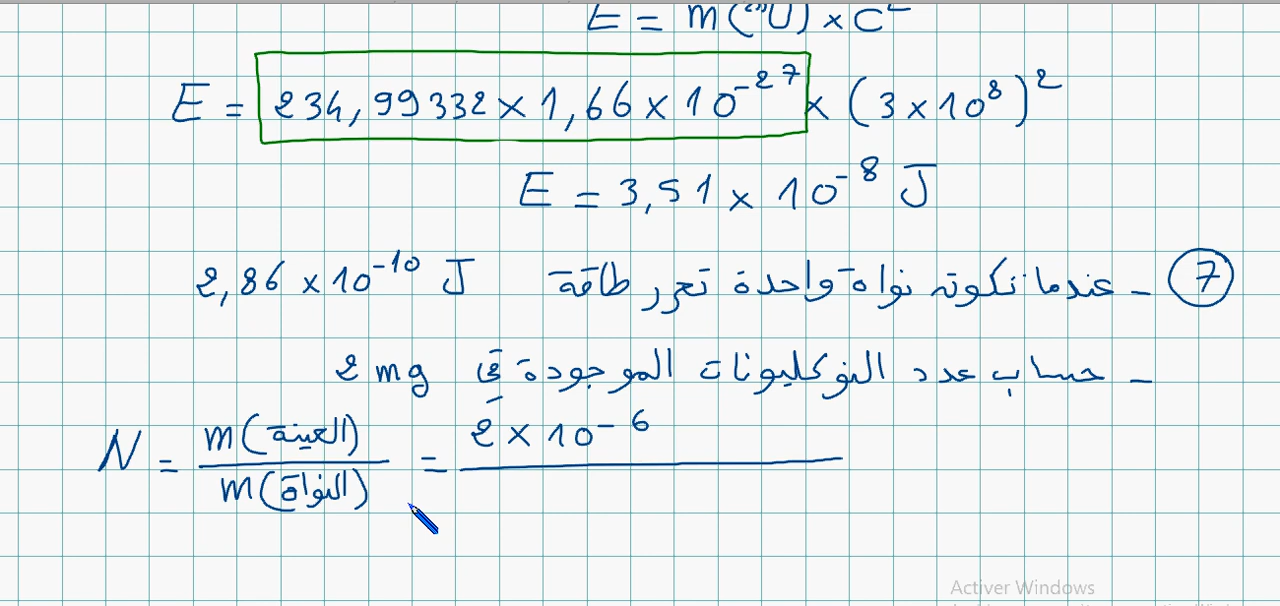 E = m(²³⁵U) × C²
E = 234,99332 × 1,66 × 10⁻²⁷ × (3 × 10⁸)²
E = 3,51 × 10⁻⁸ J
⑦ - عندما تكونت نواة واحدة تحرر طاقة 2,86 × 10⁻¹⁰ J
- حساب عدد النوكليونات الموجودة في 2 mg
N = m(العينة) / m(النواة) = 2 × 10⁻⁶
Activer Windows